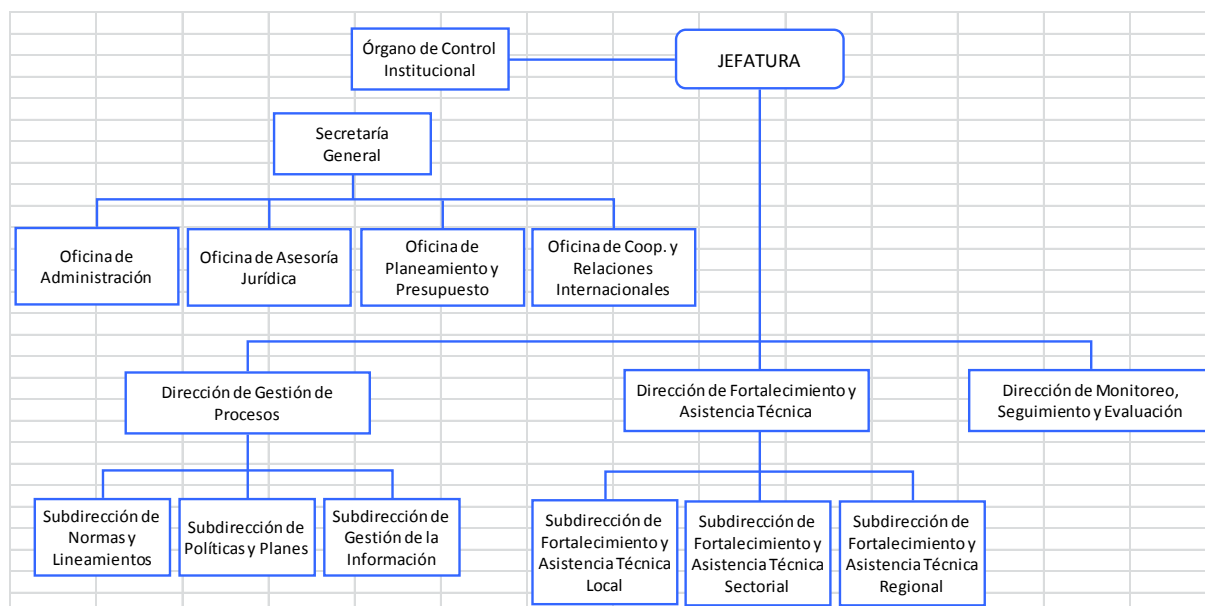 Órgano de Control
Institucional
JEFATURA
Secretaría
General
Oficina de
Administración
Oficina de Asesoría
Jurídica
Oficina de
Planeamiento y
Presupuesto
Oficina de Coop. y
Relaciones
Internacionales
Dirección de Gestión de
Procesos
Dirección de Fortalecimiento y
Asistencia Técnica
Dirección de Monitoreo,
Seguimiento y Evaluación
Subdirección de
Normas y
Lineamientos
Subdirección de
Políticas y Planes
Subdirección de
Gestión de la
Información
Subdirección de
Fortalecimiento y
Asistencia Técnica
Local
Subdirección de
Fortalecimiento y
Asistencia Técnica
Sectorial
Subdirección de
Fortalecimiento y
Asistencia Técnica
Regional